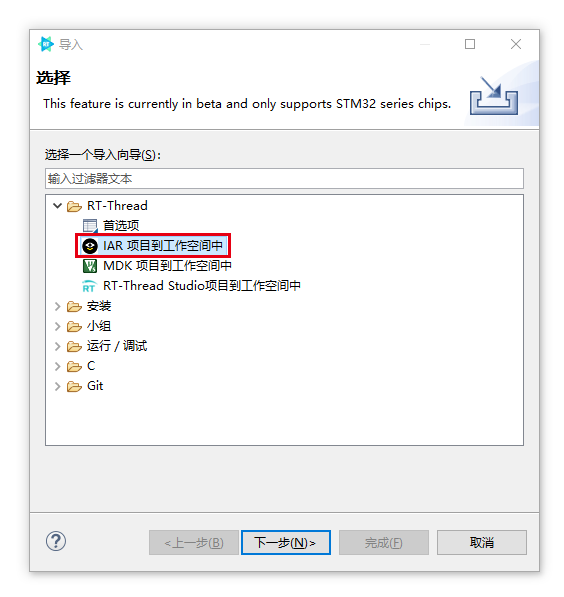 导入
选择
This feature is currently in beta and only supports STM32 series chips.
选择一个导入向导(S):
输入过滤器文本
RT-Thread
首选项
IAR 项目到工作空间中
MDK 项目到工作空间中
RT RT-Thread Studio项目到工作空间中
安装
小组
运行 / 调试
C
Git
? <上一步(B) 下一步(N)> 完成(F) 取消